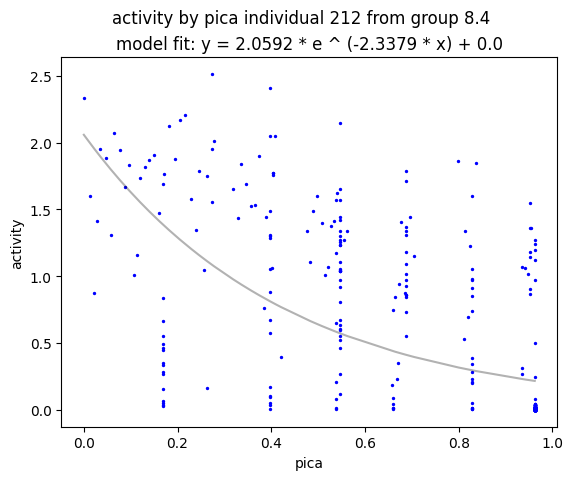 activity by pica individual 212 from group 8.4
model fit: y = 2.0592 * e ^ (-2.3379 * x) + 0.0
activity
2.5
2.0
1.5
1.0
0.5
0.0
0.0 0.2 0.4 0.6 0.8 1.0
pica